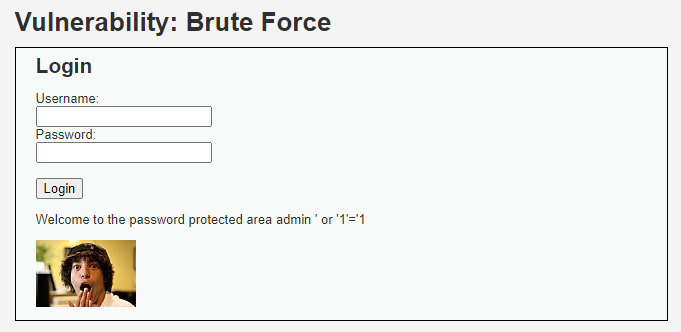 Vulnerability: Brute Force
Login
Username:
Password:
Login
Welcome to the password protected area admin ' or '1'='1